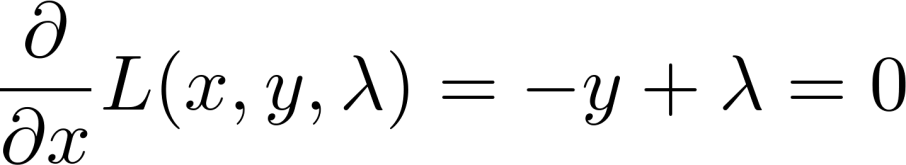 ∂/∂x L(x, y, λ) = −y + λ = 0